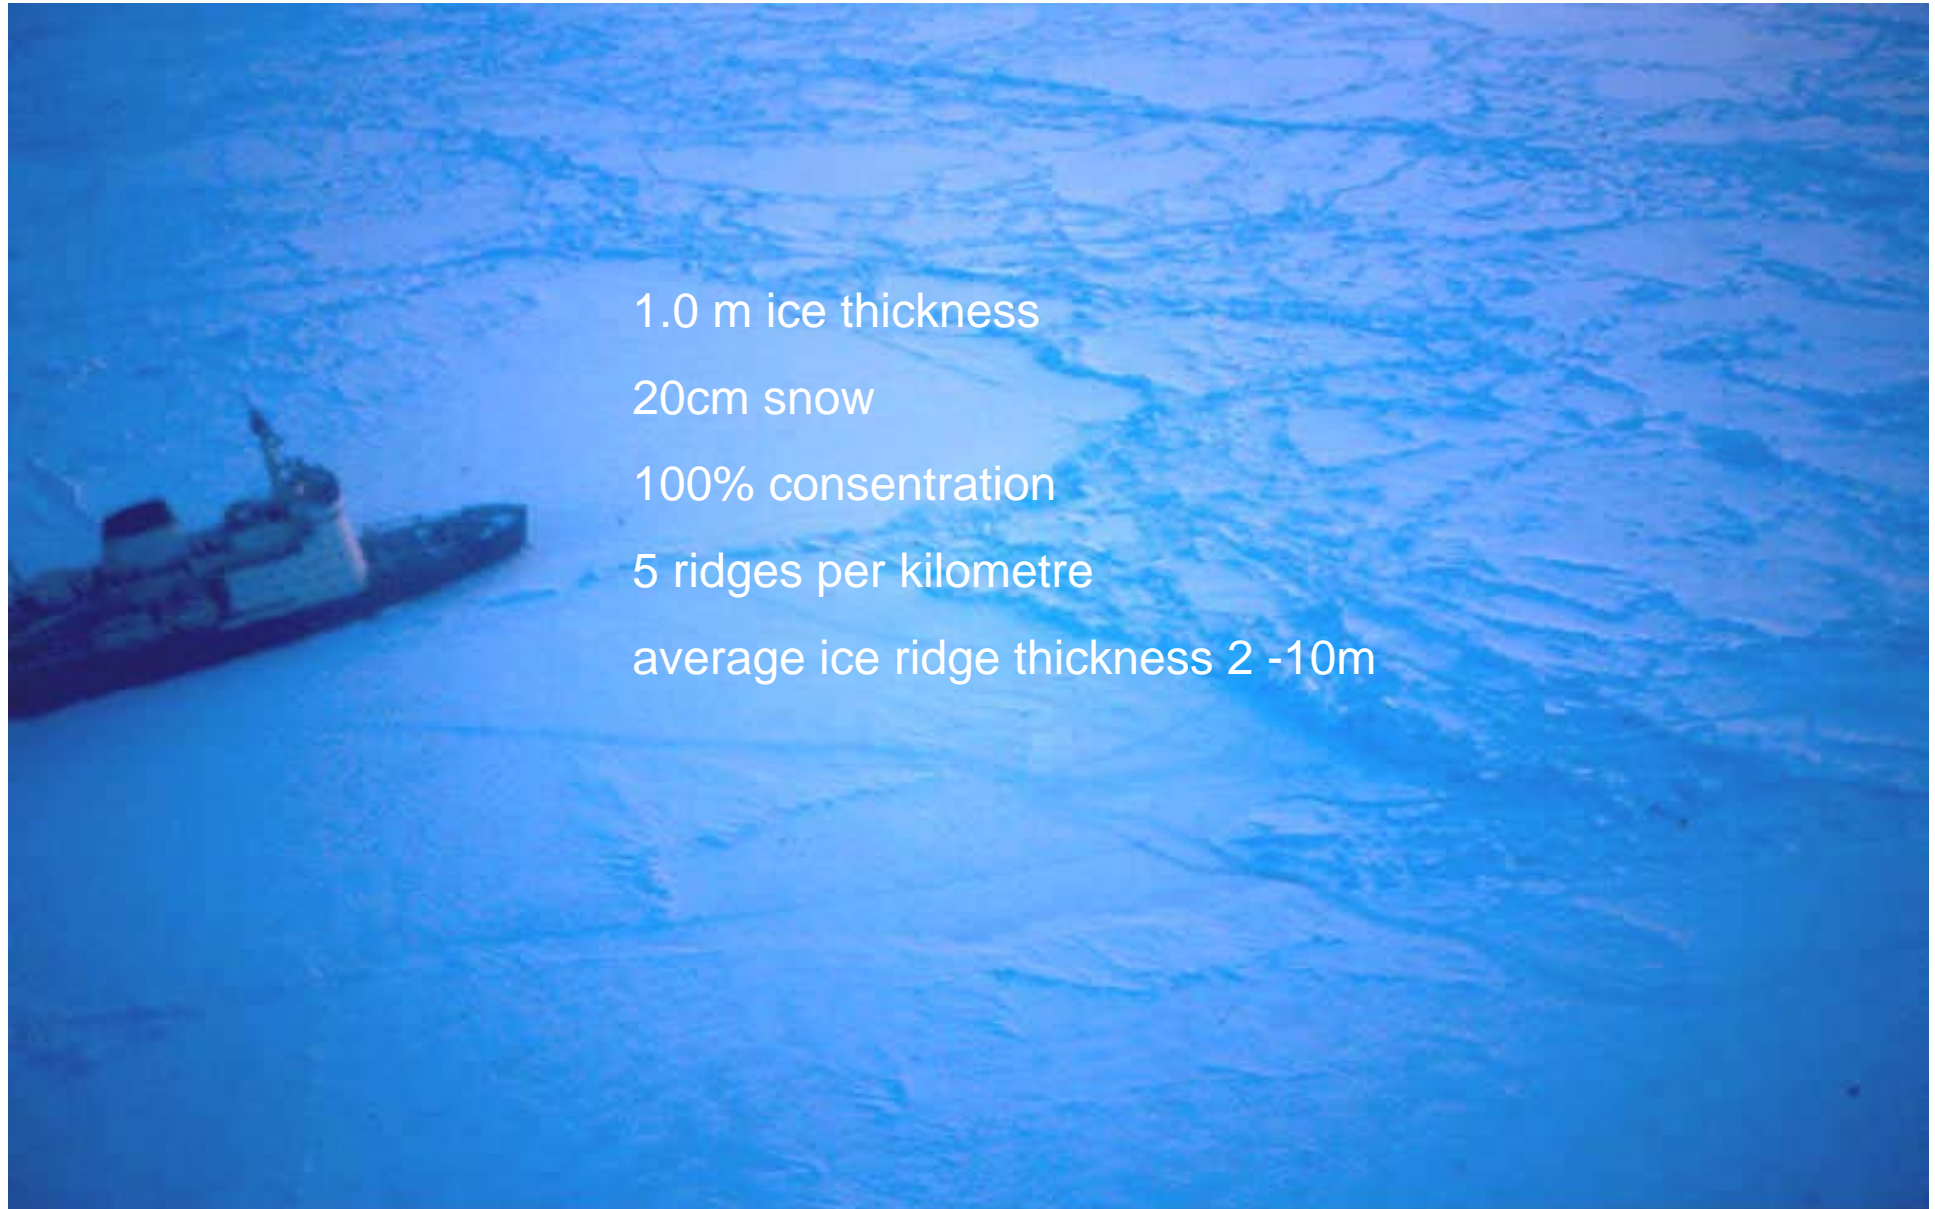 1.0 m ice thickness
20cm snow
100% consentration
5 ridges per kilometre
average ice ridge thickness 2 -10m